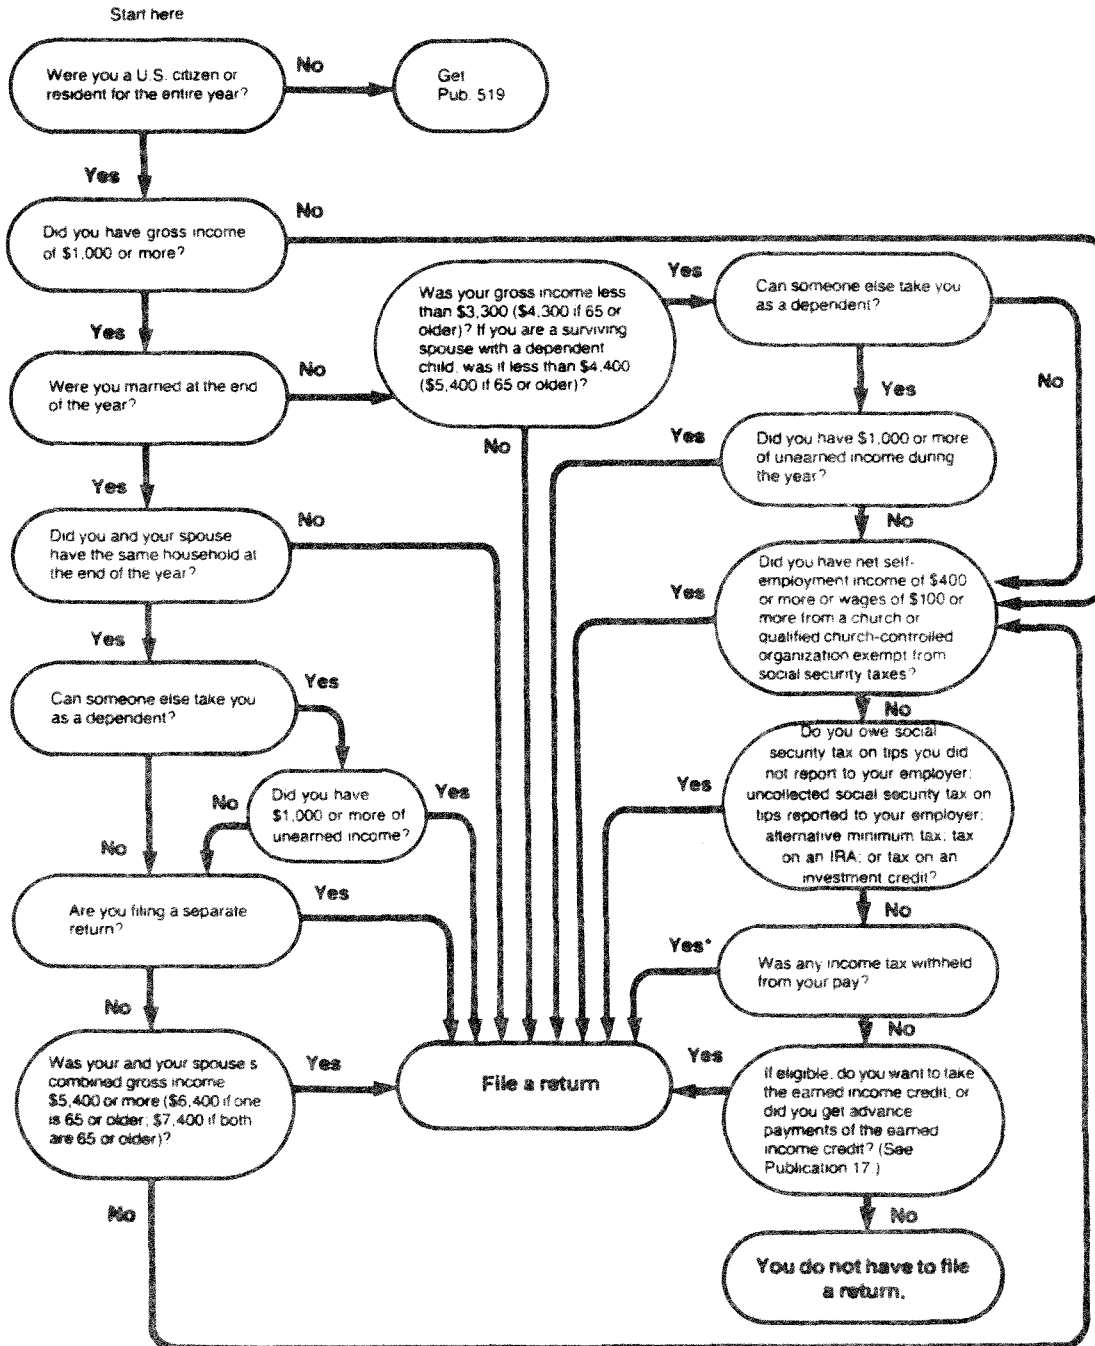 Start here
Were you a U.S. citizen or
resident for the entire year?
No
Get
Pub. 519
Yes
Did you have gross income
of $1,000 or more?
No
Yes
Were you married at the end
of the year?
No
Was your gross income less
than $3,300 ($4,300 if 65 or
older)? If you are a surviving
spouse with a dependent
child, was it less than $4,400
($5,400 if 65 or older)?
Yes
Can someone else take you
as a dependent?
No
Yes
No
Yes
Did you have $1,000 or more
of unearned income during
the year?
No
Yes
Did you and your spouse
have the same household at
the end of the year?
No
Yes
Did you have net self-
employment income of $400
or more or wages of $100 or
more from a church or
qualified church-controlled
organization exempt from
social security taxes?
No
Yes
Can someone else take you
as a dependent?
Yes
No
Did you have
$1,000 or more of
unearned income?
Yes
No
Yes
Do you owe social
security tax on tips you did
not report to your employer;
uncollected social security tax on
tips reported to your employer;
alternative minimum tax; tax
on an IRA; or tax on an
investment credit?
No
Are you filing a separate
return?
Yes
No
Yes*
Was any income tax withheld
from your pay?
No
Was your and your spouse s
combined gross income
$5,400 or more ($6,400 if one
is 65 or older; $7,400 if both
are 65 or older)?
Yes
File a return
Yes
If eligible, do you want to take
the earned income credit, or
did you get advance
payments of the earned
income credit? (See
Publication 17.)
No
No
You do not have to file
a return.